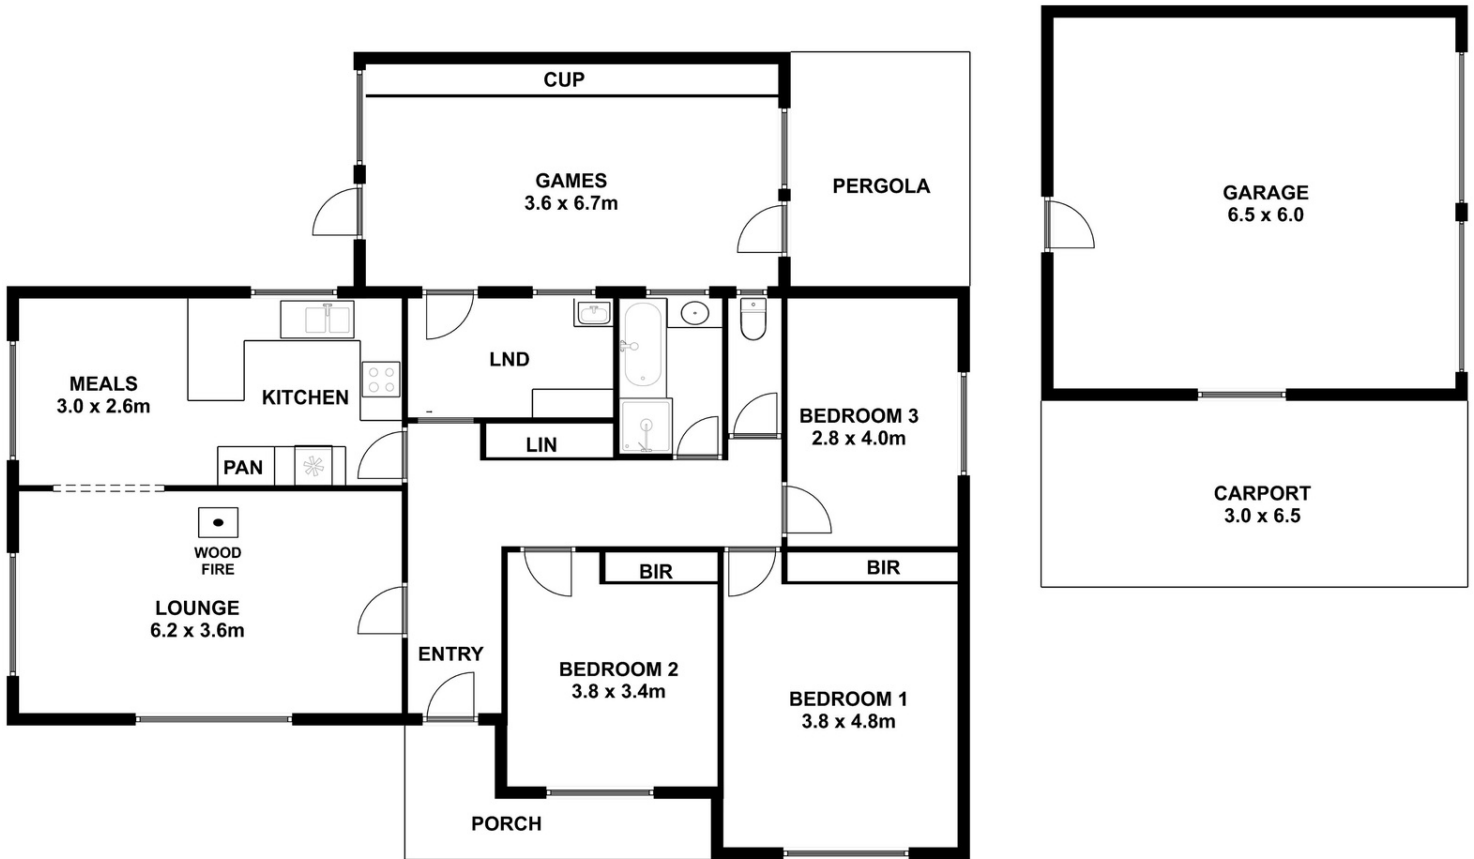 CUP
GAMES
3.6 x 6.7m
PERGOLA
GARAGE
6.5 x 6.0
MEALS
3.0 x 2.6m
KITCHEN
LND
BEDROOM 3
2.8 x 4.0m
LIN
PAN
CARPORT
3.0 x 6.5
WOOD
FIRE
BIR
BIR
LOUNGE
6.2 x 3.6m
ENTRY
BEDROOM 2
3.8 x 3.4m
BEDROOM 1
3.8 x 4.8m
PORCH